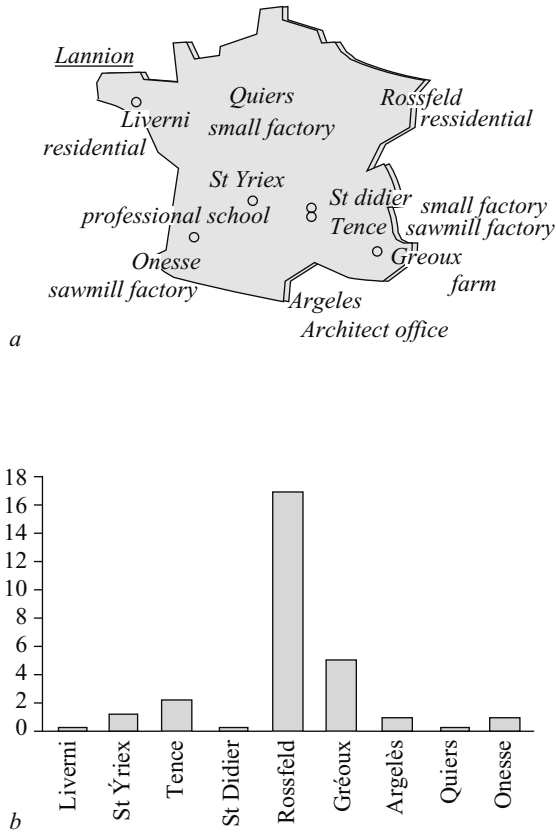 Lannion
Quiers
small factory
Rossfeld
ressidential
Liverni
residential
St Yriex
professional school
St didier
Tence
small factory
sawmill factory
Onesse
sawmill factory
Greoux
farm
Argeles
Architect office
a
18
16
14
12
10
8
6
4
2
0
Liverni
St Ýriex
Tence
St Didier
Rossfeld
Gréoux
Argelès
Quiers
Onesse
b